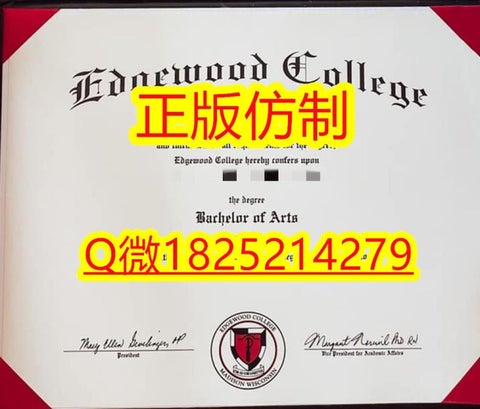 Edgewood College
正版仿制
Edgewood College hereby confers upon
the degree
Bachelor of Arts
Q微1825214279
President
Vice President for Academic Affairs
EDGEWOOD COLLEGE
MADISON WISCONSIN